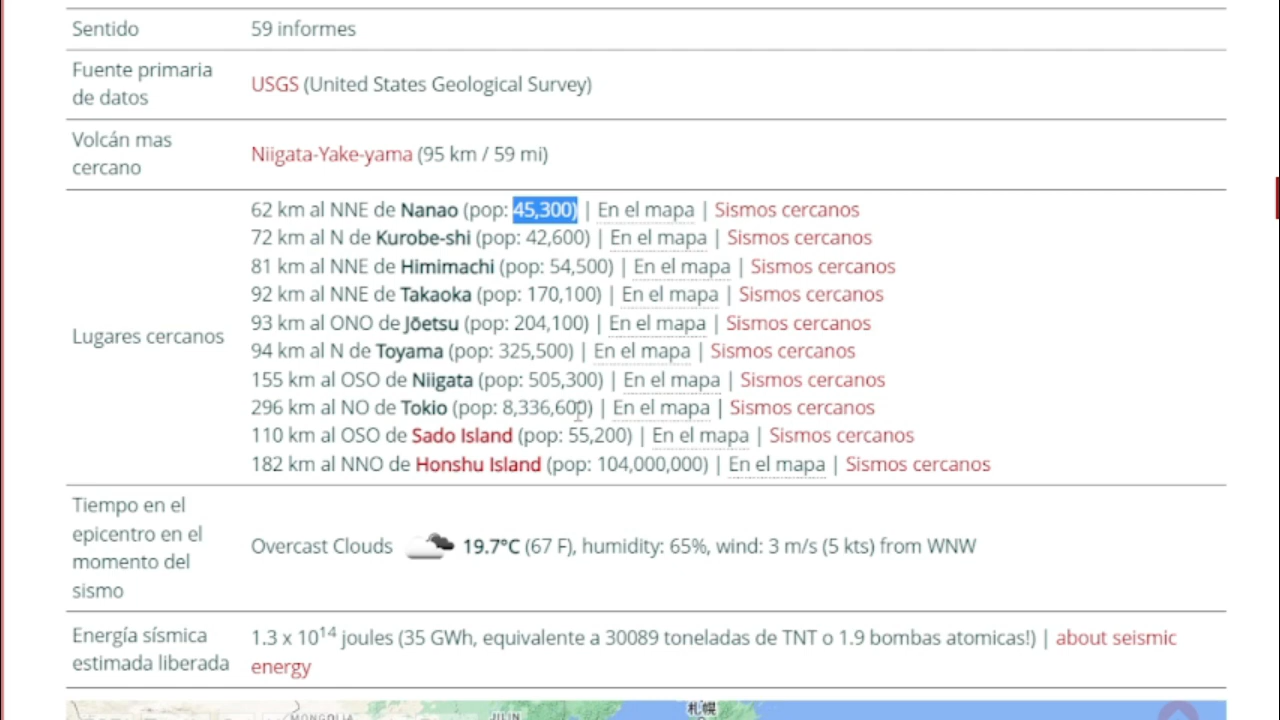 Sentido 59 informes
Fuente primaria
de datos
USGS (United States Geological Survey)
Volcán mas
cercano
Niigata-Yake-yama (95 km / 59 mi)
Lugares cercanos
62 km al NNE de Nanao (pop: 45,300) | En el mapa | Sismos cercanos
72 km al N de Kurobe-shi (pop: 42,600) | En el mapa | Sismos cercanos
81 km al NNE de Himimachi (pop: 54,500) | En el mapa | Sismos cercanos
92 km al NNE de Takaoka (pop: 170,100) | En el mapa | Sismos cercanos
93 km al ONO de Jōetsu (pop: 204,100) | En el mapa | Sismos cercanos
94 km al N de Toyama (pop: 325,500) | En el mapa | Sismos cercanos
155 km al OSO de Niigata (pop: 505,300) | En el mapa | Sismos cercanos
296 km al NO de Tokio (pop: 8,336,600) | En el mapa | Sismos cercanos
110 km al OSO de Sado Island (pop: 55,200) | En el mapa | Sismos cercanos
182 km al NNO de Honshu Island (pop: 104,000,000) | En el mapa | Sismos cercanos
Tiempo en el
epicentro en el
momento del
sismo
Overcast Clouds 19.7°C (67 F), humidity: 65%, wind: 3 m/s (5 kts) from WNW
Energía sísmica
estimada liberada
1.3 x 10¹⁴ joules (35 GWh, equivalente a 30089 toneladas de TNT o 1.9 bombas atomicas!) | about seismic
energy
MONGOLIA JILIN 札幌